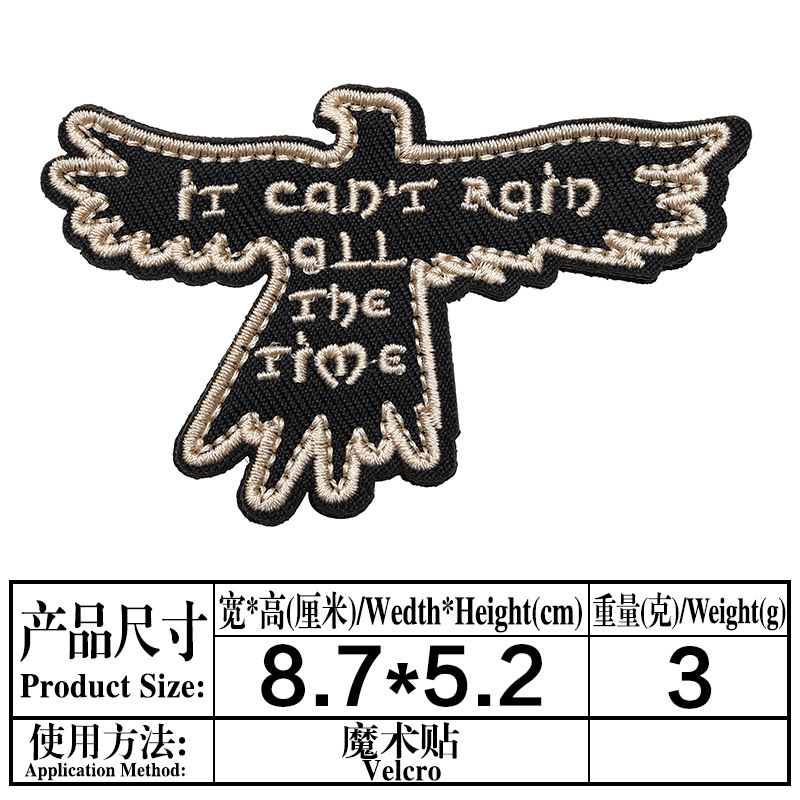 It can't Rain
all
the
time
产品尺寸
Product Size:
宽*高(厘米)/Wedth*Height(cm)
重量(克)/Weight(g)
8.7*5.2
3
使用方法:
Application Method:
魔术贴
Velcro